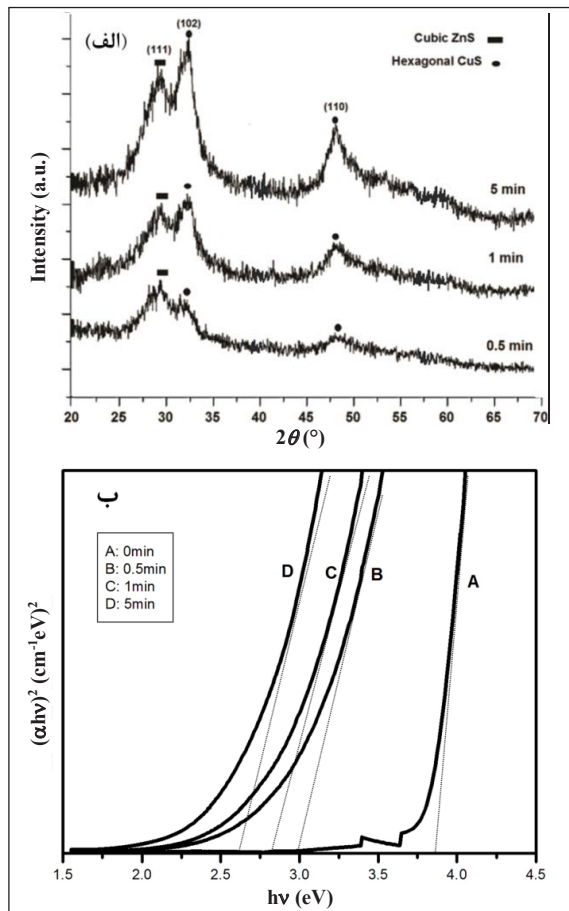 (الف)
(111)
(102)
(110)
Cubic ZnS
Hexagonal CuS
5 min
1 min
0.5 min
Intensity (a.u.)
20 25 30 35 40 45 50 55 60 65 70
2θ (°)
ب
A: 0min
B: 0.5min
C: 1min
D: 5min
D
C
B
A
(αhν)² (cm⁻¹eV)²
1.5 2.0 2.5 3.0 3.5 4.0 4.5
hν (eV)